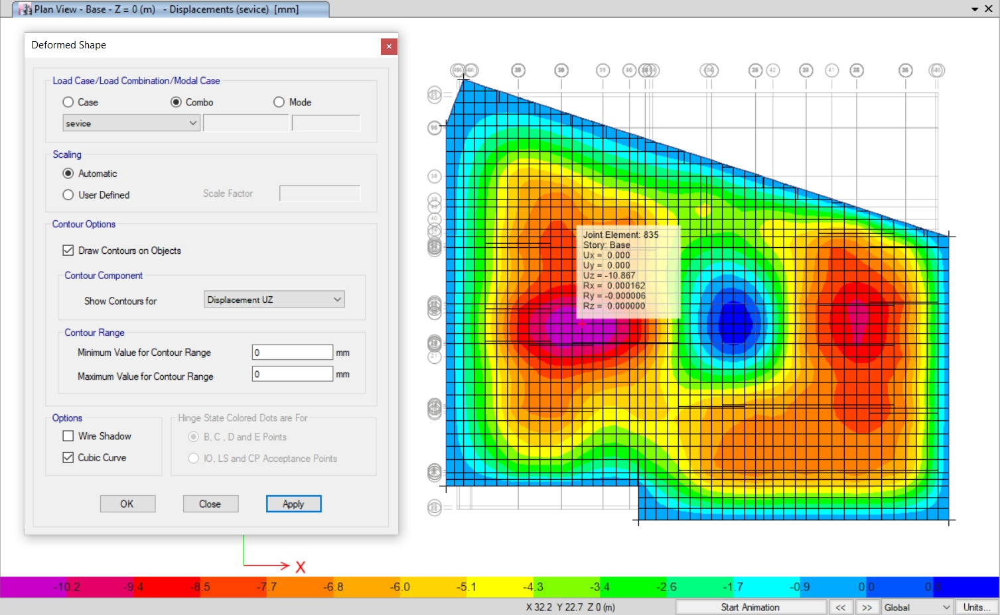 Plan View - Base - Z = 0 (m)  - Displacements (sevice)  [mm]
Deformed Shape
Load Case/Load Combination/Modal Case
Case
Combo
Mode
sevice
Scaling
Automatic
User Defined
Scale Factor
Contour Options
Draw Contours on Objects
Contour Component
Show Contours for
Displacement UZ
Contour Range
Minimum Value for Contour Range
0
mm
Maximum Value for Contour Range
0
mm
Options
Wire Shadow
Cubic Curve
Hinge State Colored Dots are For
B, C , D and E Points
IO, LS and CP Acceptance Points
OK
Close
Apply
39
40
42
41
38
40
21
Joint Element: 835
Story: Base
Ux = 0.000
Uy = 0.000
Uz = -10.867
Rx = 0.000162
Ry = -0.000006
Rz = 0.000000
X
-10.2 -9.4 -8.5 -7.7 -6.8 -6.0 -5.1 -4.3 -3.4 -2.6 -1.7 -0.9 0.0
X 32.2 Y 22.7 Z 0 (m)
Start Animation
<<
>>
Global
Units...